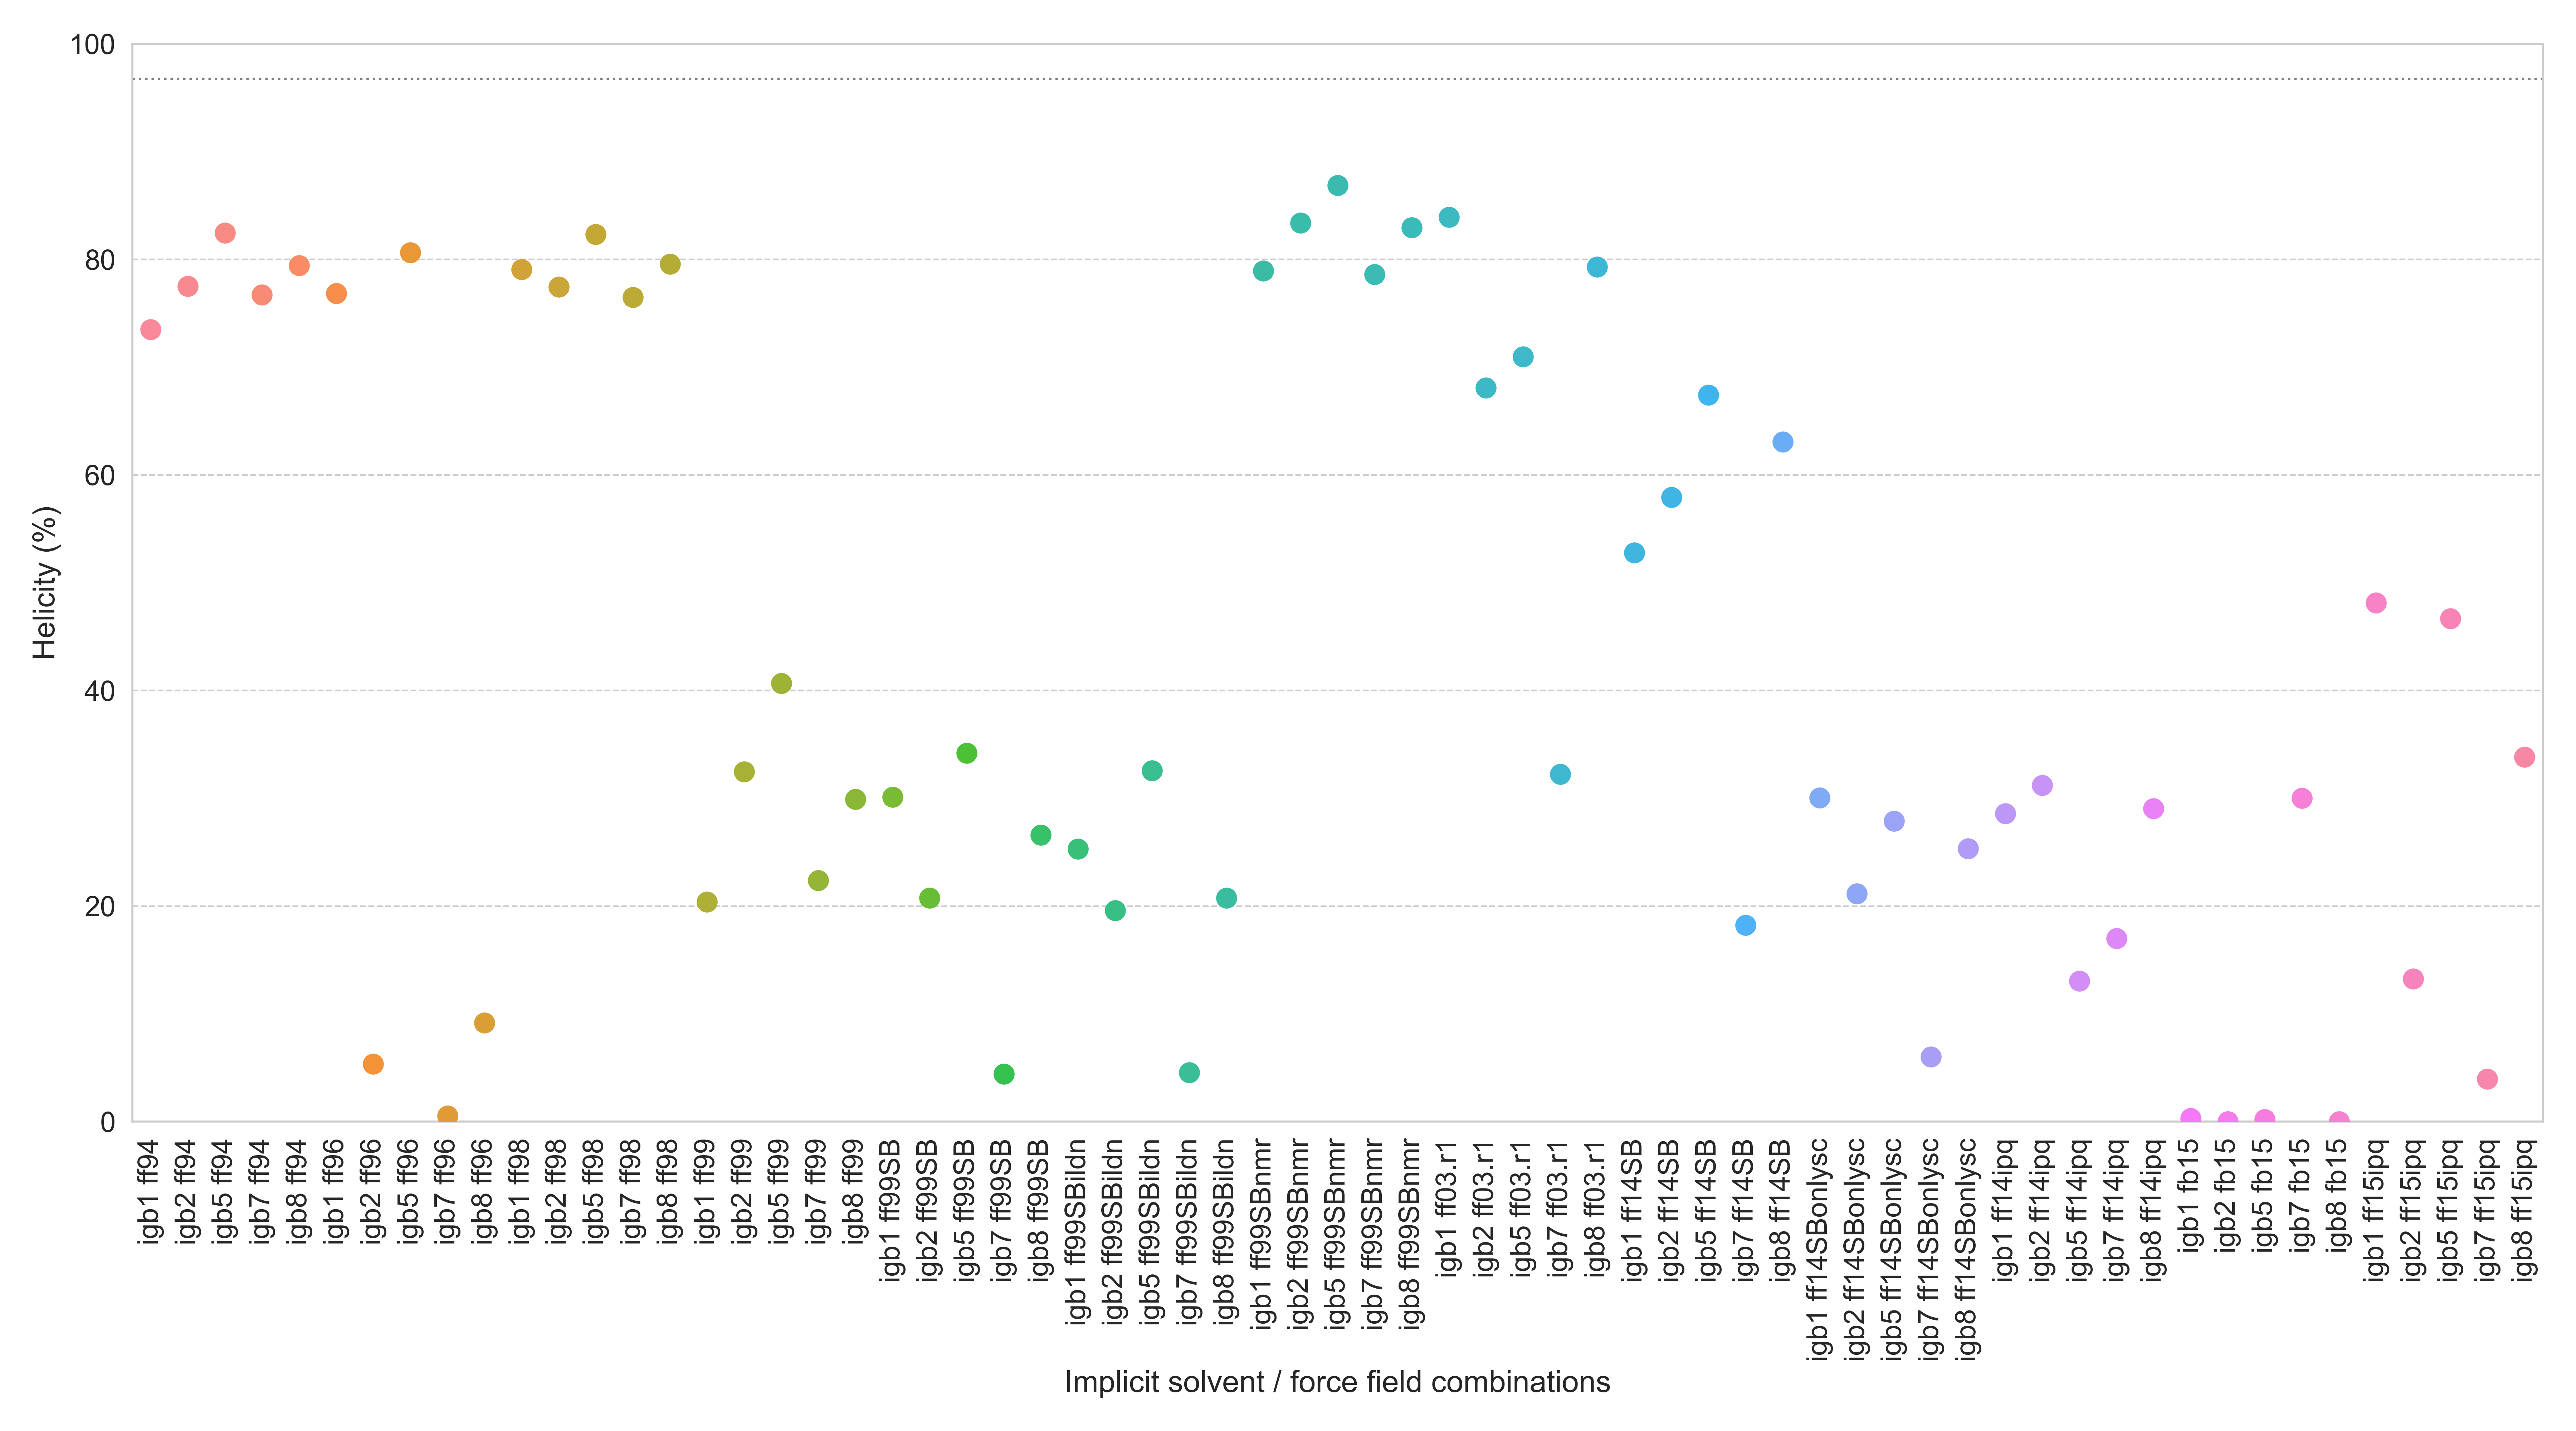 100
80
60
40
20
0
Helicity (%)
igb1 ff94
igb2 ff94
igb5 ff94
igb7 ff94
igb8 ff94
igb1 ff96
igb2 ff96
igb5 ff96
igb7 ff96
igb8 ff96
igb1 ff98
igb2 ff98
igb5 ff98
igb7 ff98
igb8 ff98
igb1 ff99
igb2 ff99
igb5 ff99
igb7 ff99
igb8 ff99
igb1 ff99SB
igb2 ff99SB
igb5 ff99SB
igb7 ff99SB
igb8 ff99SB
igb1 ff99SBildn
igb2 ff99SBildn
igb5 ff99SBildn
igb7 ff99SBildn
igb8 ff99SBildn
igb1 ff99SBnmr
igb2 ff99SBnmr
igb5 ff99SBnmr
igb7 ff99SBnmr
igb8 ff99SBnmr
igb1 ff03.r1
igb2 ff03.r1
igb5 ff03.r1
igb7 ff03.r1
igb8 ff03.r1
igb1 ff14SB
igb2 ff14SB
igb5 ff14SB
igb7 ff14SB
igb8 ff14SB
igb1 ff14SBonlysc
igb2 ff14SBonlysc
igb5 ff14SBonlysc
igb7 ff14SBonlysc
igb8 ff14SBonlysc
igb1 ff14ipq
igb2 ff14ipq
igb5 ff14ipq
igb7 ff14ipq
igb8 ff14ipq
igb1 fb15
igb2 fb15
igb5 fb15
igb7 fb15
igb8 fb15
igb1 ff15ipq
igb2 ff15ipq
igb5 ff15ipq
igb7 ff15ipq
igb8 ff15ipq
Implicit solvent / force field combinations